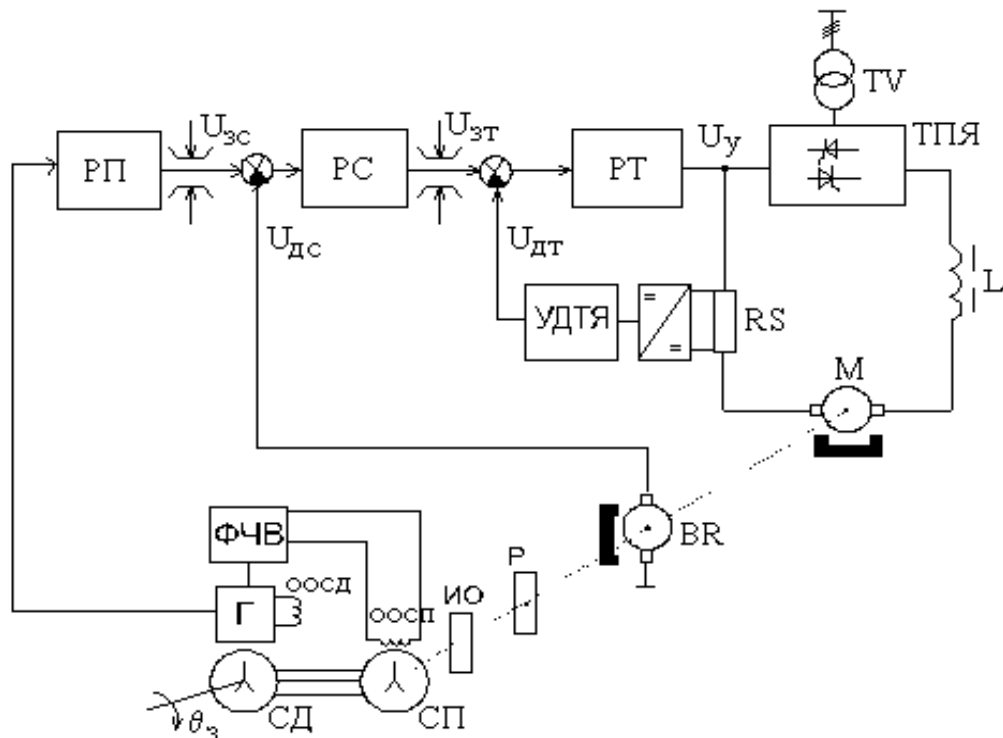 TV
Uзс
Uзт
Uу
ТПЯ
РП
РС
РТ
Uдс
Uдт
L
УДТЯ
=
=
RS
М
ФЧВ
BR
Р
оосд
ИО
Г
оосп
СД
СП
θз